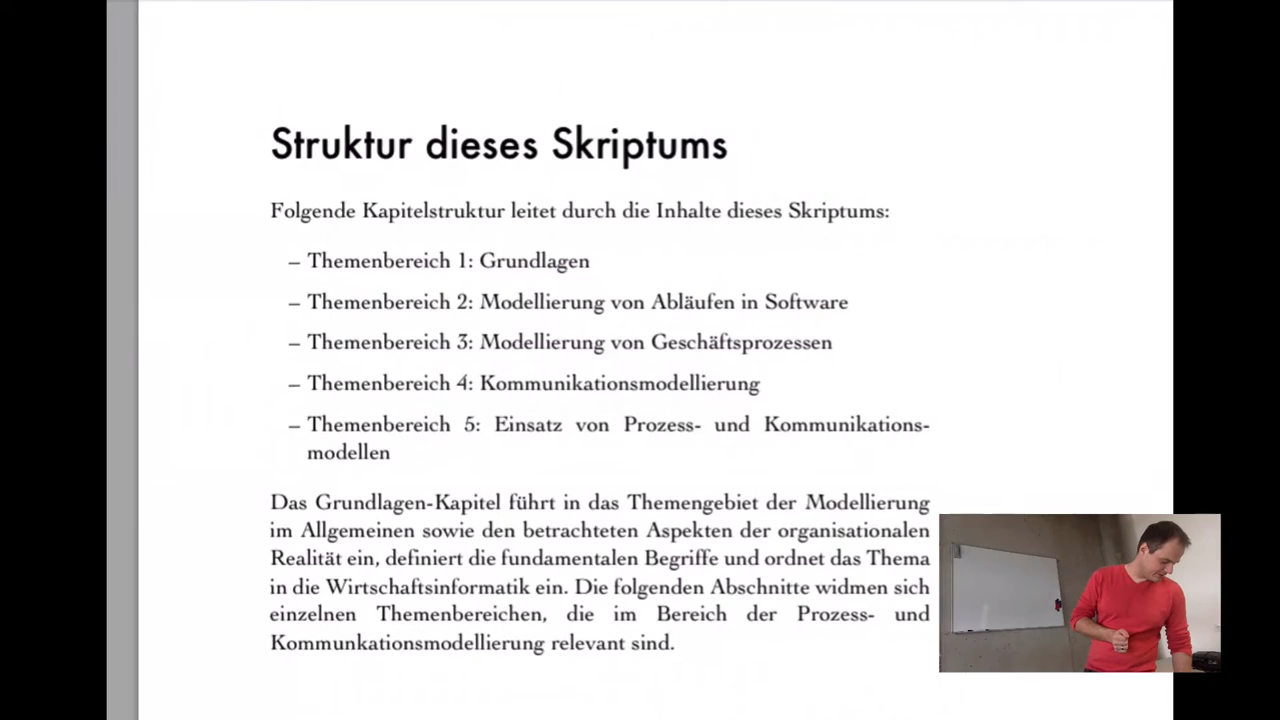 Struktur dieses Skriptums
Folgende Kapitelstruktur leitet durch die Inhalte dieses Skriptums:
– Themenbereich 1: Grundlagen
– Themenbereich 2: Modellierung von Abläufen in Software
– Themenbereich 3: Modellierung von Geschäftsprozessen
– Themenbereich 4: Kommunikationsmodellierung
– Themenbereich 5: Einsatz von Prozess- und Kommunikations-
modellen
Das Grundlagen-Kapitel führt in das Themengebiet der Modellierung
im Allgemeinen sowie den betrachteten Aspekten der organisationalen
Realität ein, definiert die fundamentalen Begriffe und ordnet das Thema
in die Wirtschaftsinformatik ein. Die folgenden Abschnitte widmen sich
einzelnen Themenbereichen, die im Bereich der Prozess- und
Kommunkationsmodellierung relevant sind.